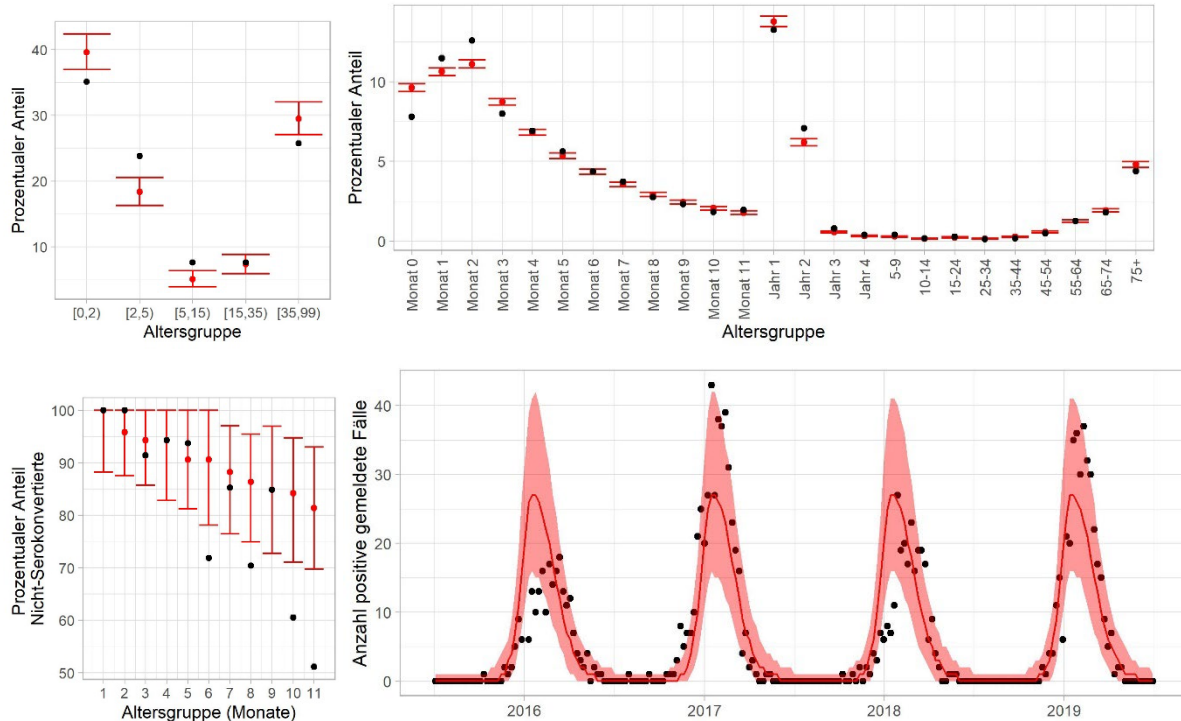 Prozentualer Anteil
40
30
20
10
[0,2)
[2,5)
[5,15)
[15,35)
[35,99)
Altersgruppe
Prozentualer Anteil
10
5
0
Monat 0
Monat 1
Monat 2
Monat 3
Monat 4
Monat 5
Monat 6
Monat 7
Monat 8
Monat 9
Monat 10
Monat 11
Jahr 1
Jahr 2
Jahr 3
Jahr 4
5-9
10-14
15-24
25-34
35-44
45-54
55-64
65-74
75+
Altersgruppe
Prozentualer Anteil
Nicht-Serokonvertierte
100
90
80
70
60
50
1 2 3 4 5 6 7 8 9 10 11
Altersgruppe (Monate)
Anzahl positive gemeldete Fälle
40
30
20
10
0
2016
2017
2018
2019